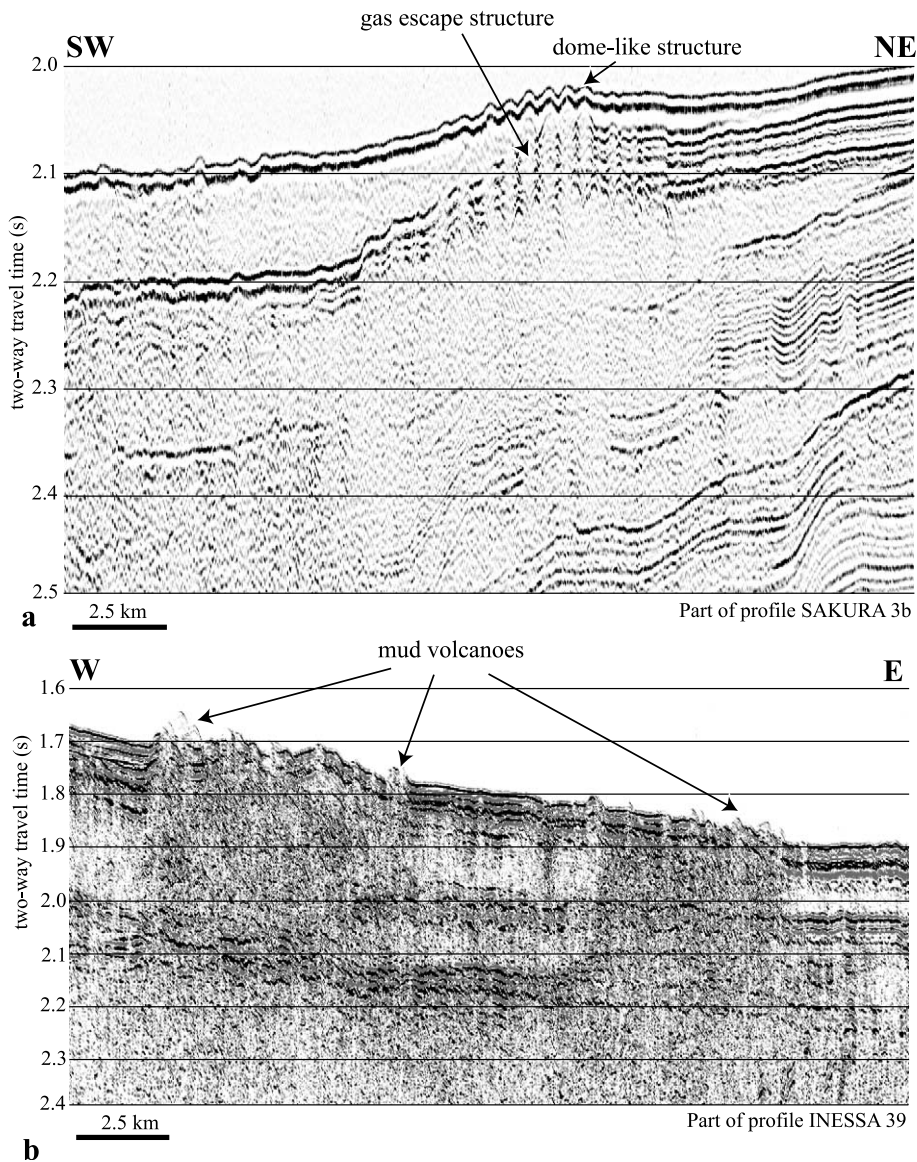 gas escape structure
SW
dome-like structure
NE
2.0
2.1
2.2
2.3
2.4
2.5
two-way travel time (s)
a
2.5 km
Part of profile SAKURA 3b
W
mud volcanoes
E
1.6
1.7
1.8
1.9
2.0
2.1
2.2
2.3
2.4
two-way travel time (s)
b
2.5 km
Part of profile INESSA 39